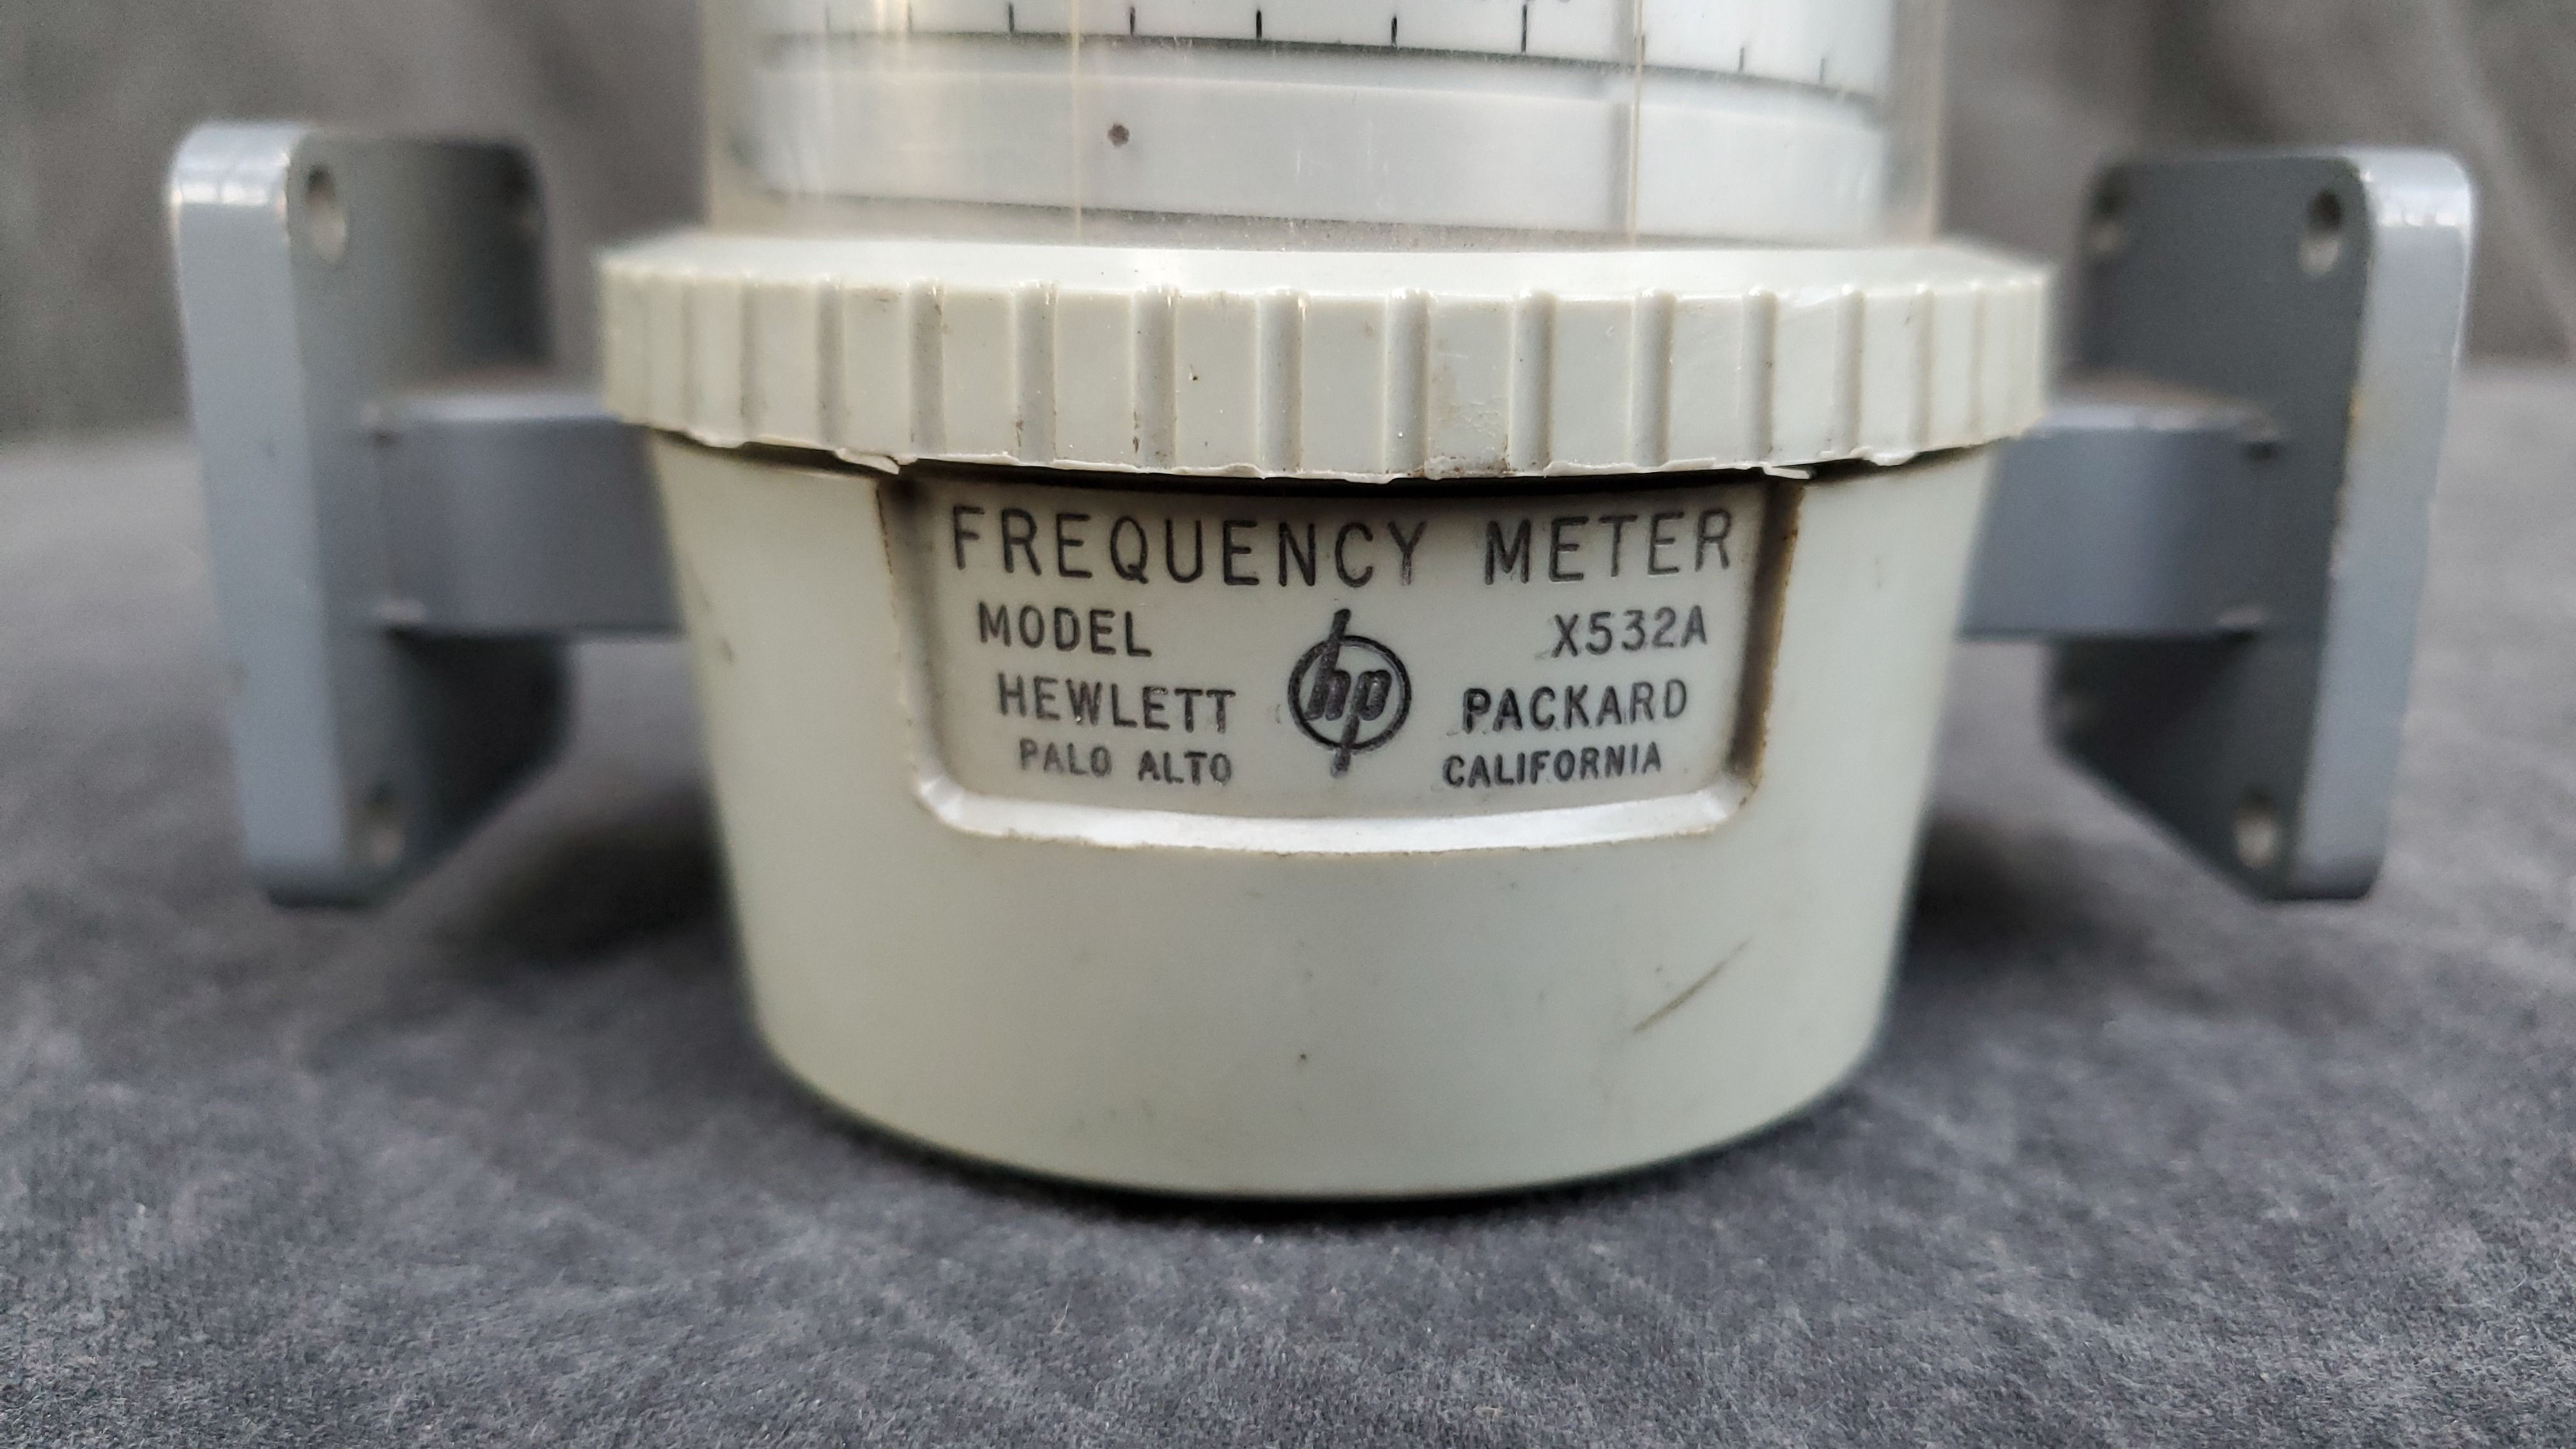 FREQUENCY METER
MODEL X532A
HEWLETT hp PACKARD
PALO ALTO CALIFORNIA